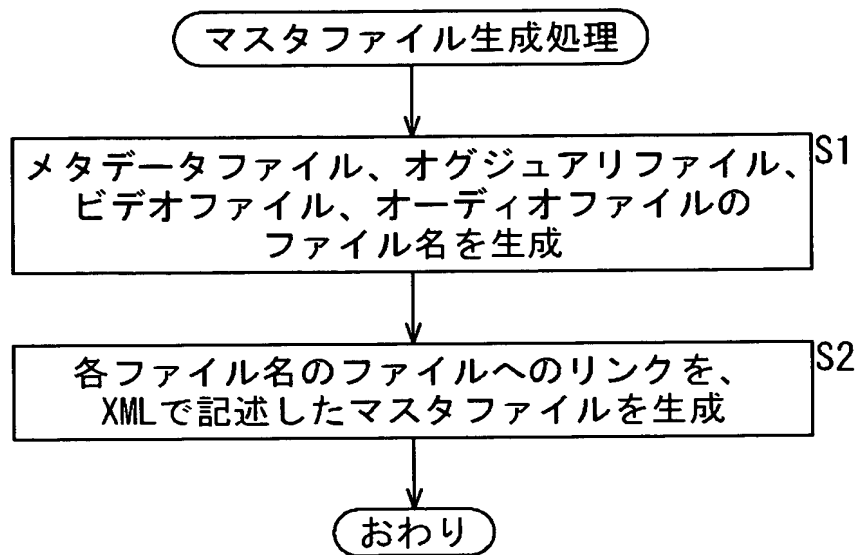 マスタファイル生成処理
メタデータファイル、オグジュアリファイル、
ビデオファイル、オーディオファイルの
ファイル名を生成
S1
各ファイル名のファイルへのリンクを、
XMLで記述したマスタファイルを生成
S2
おわり